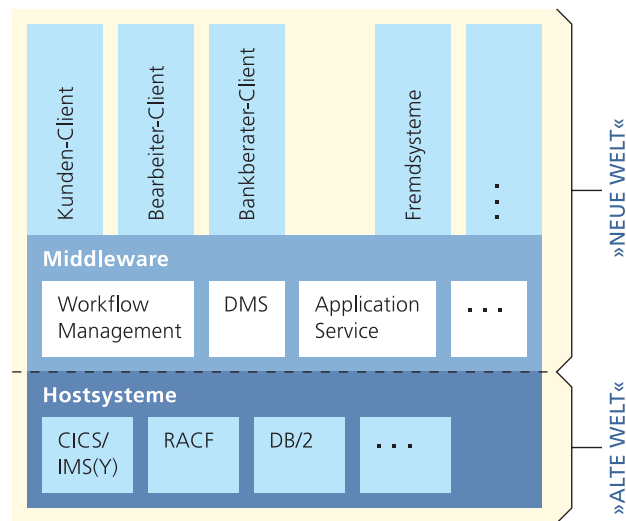 Kunden-Client
Bearbeiter-Client
Bankberater-Client
Fremdsysteme
...
»NEUE WELT«
Middleware
Workflow
Management
DMS
Application
Service
...
Hostsysteme
CICS/
IMS(Y)
RACF
DB/2
...
»ALTE WELT«